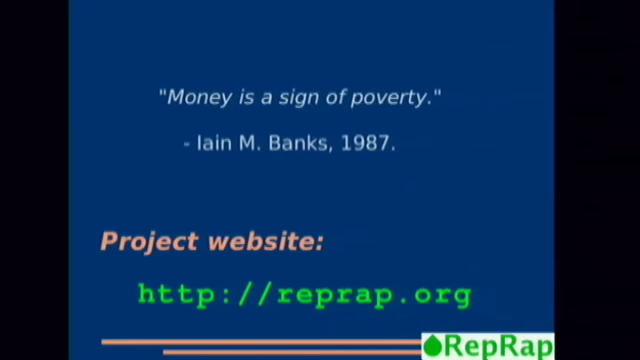 "Money is a sign of poverty."
- Iain M. Banks, 1987.
Project website:
http://reprap.org
RepRap